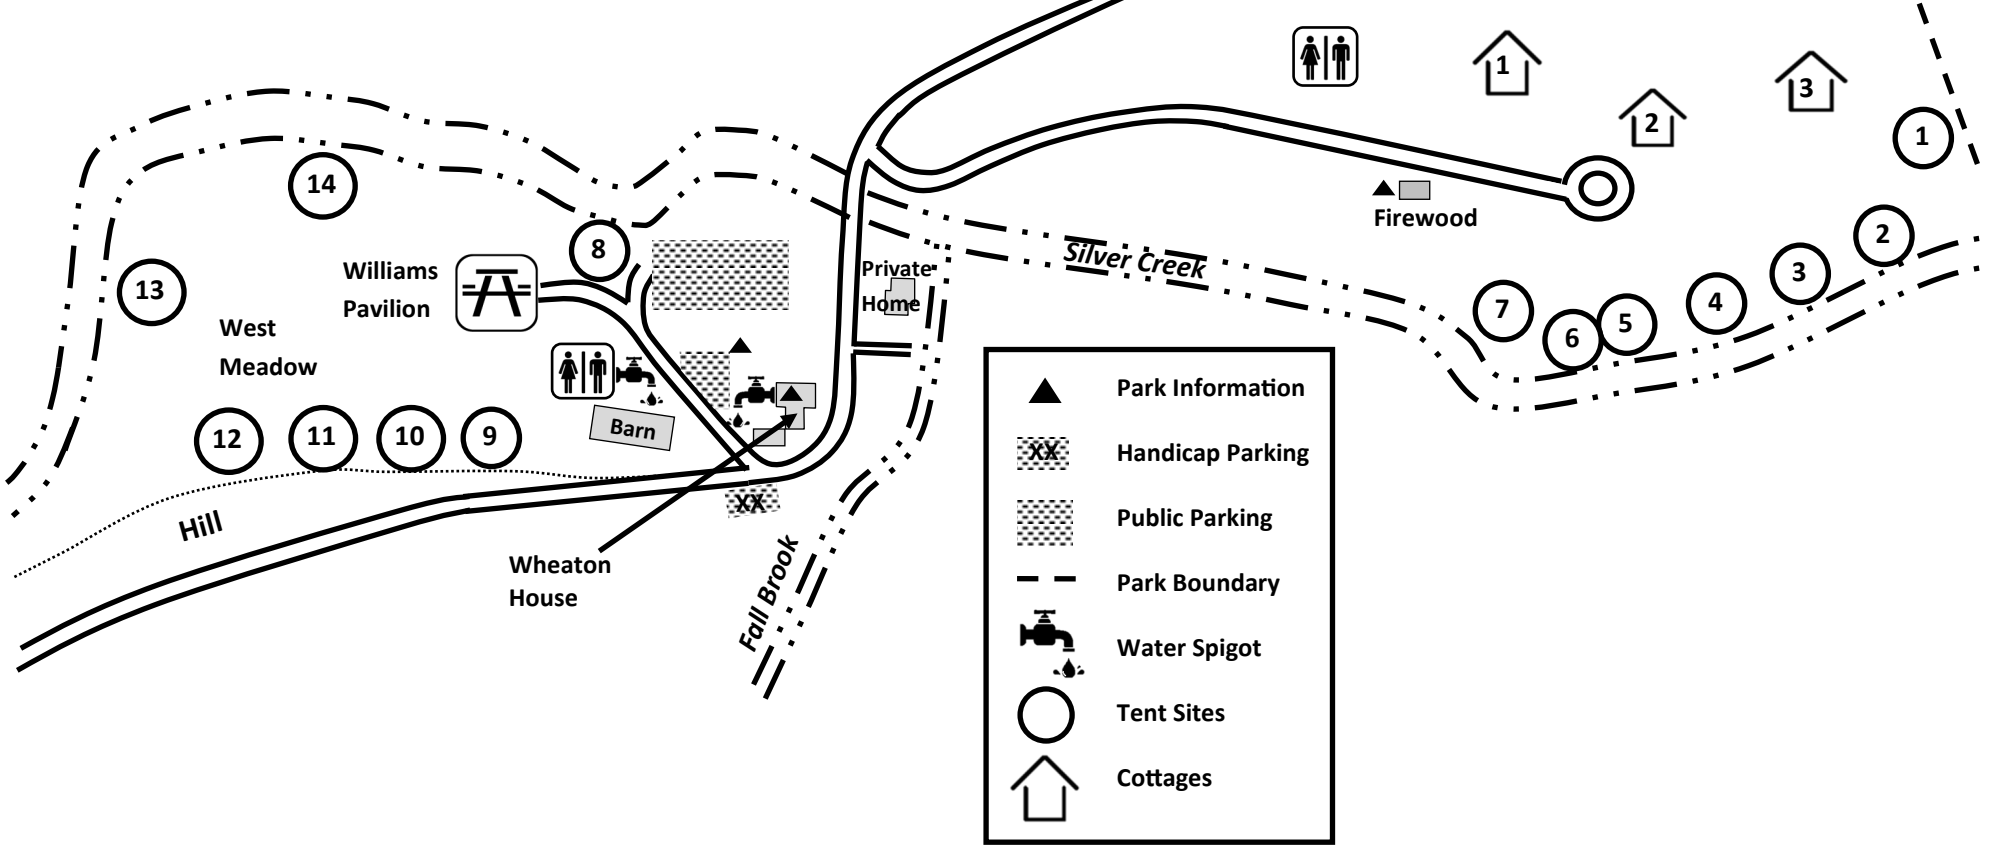 1
2
3
1
14
8
Firewood
2
Silver Creek
Williams
Pavilion
Private
Home
13
3
7
4
5
6
West
Meadow
12
11
10
9
Barn
Hill
XX
Wheaton
House
Fall Brook
Park Information
XX
Handicap Parking
Public Parking
Park Boundary
Water Spigot
Tent Sites
Cottages